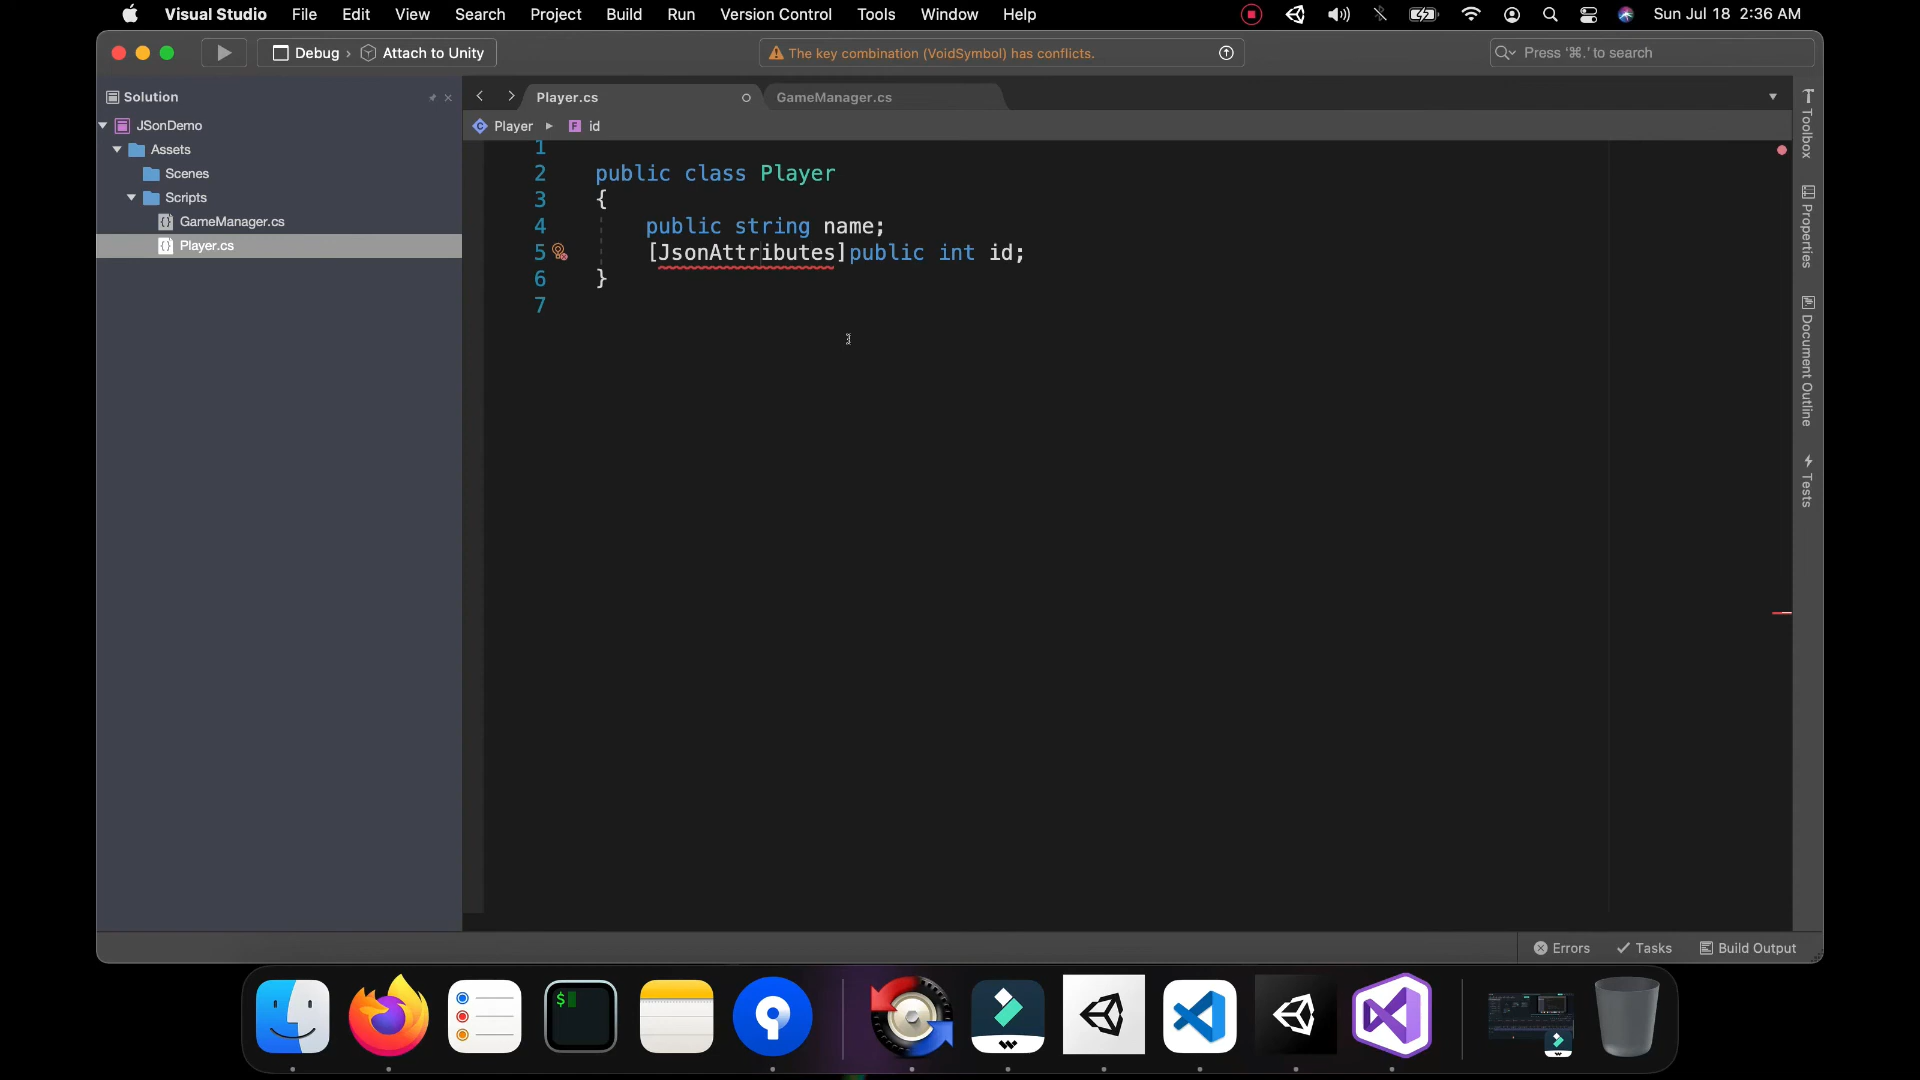 Visual Studio File Edit View Search Project Build Run Version Control Tools Window Help Sun Jul 18 2:36 AM
Debug › Attach to Unity
The key combination (VoidSymbol) has conflicts.
Press '⌘.' to search
Solution
Player.cs
GameManager.cs
JSonDemo
Player
id
Assets
Scenes
Scripts
GameManager.cs
Player.cs
1
2 public class Player
3 {
4 public string name;
5 [JsonAttributes]public int id;
6 }
7
Toolbox
Properties
Document Outline
Tests
Errors Tasks Build Output
$